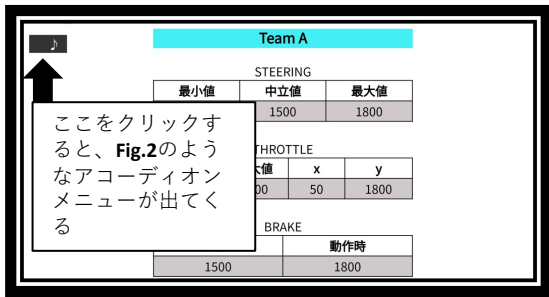 Team A
♪
STEERING
最小値 中立値 最大値
1500 1800
ここをクリックす
ると、Fig.2のよう
なアコーディオン
メニューが出てく
る
THROTTLE
x y
50 1800
BRAKE
動作時
1500 1800